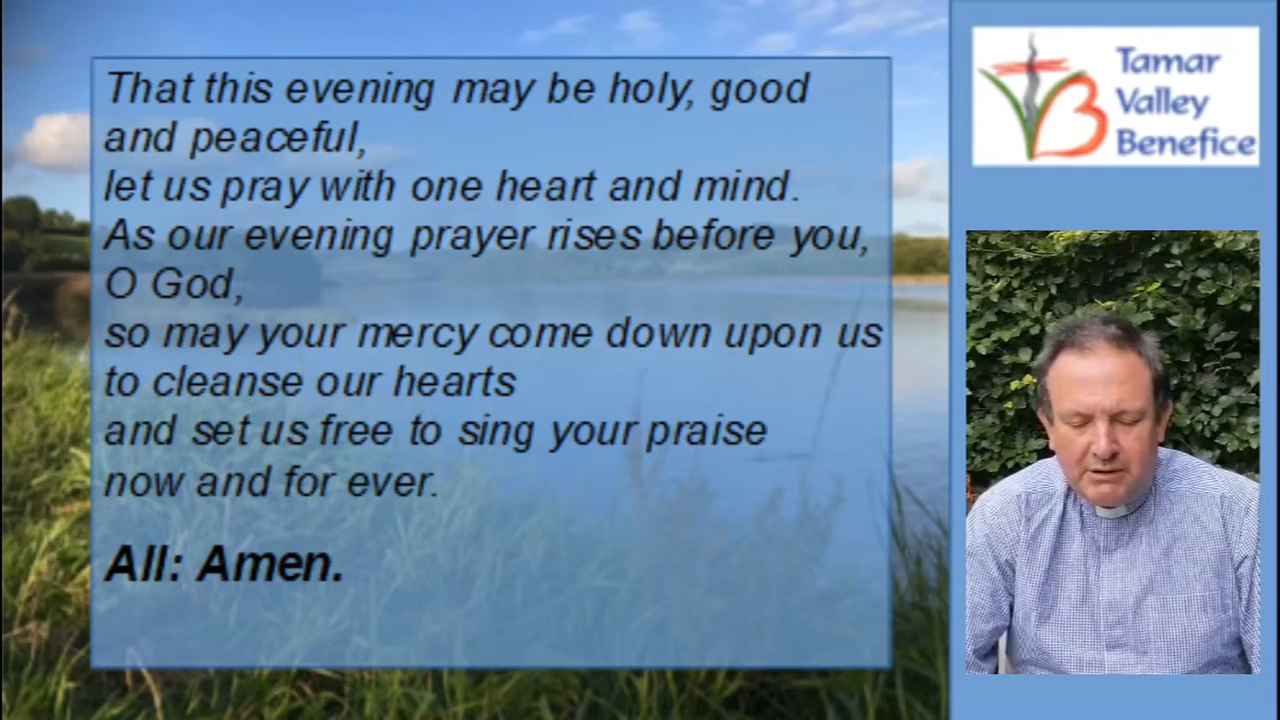 That this evening may be holy, good
and peaceful,
let us pray with one heart and mind.
As our evening prayer rises before you,
O God,
so may your mercy come down upon us
to cleanse our hearts
and set us free to sing your praise
now and for ever.
All: Amen.
Tamar
Valley
Benefice